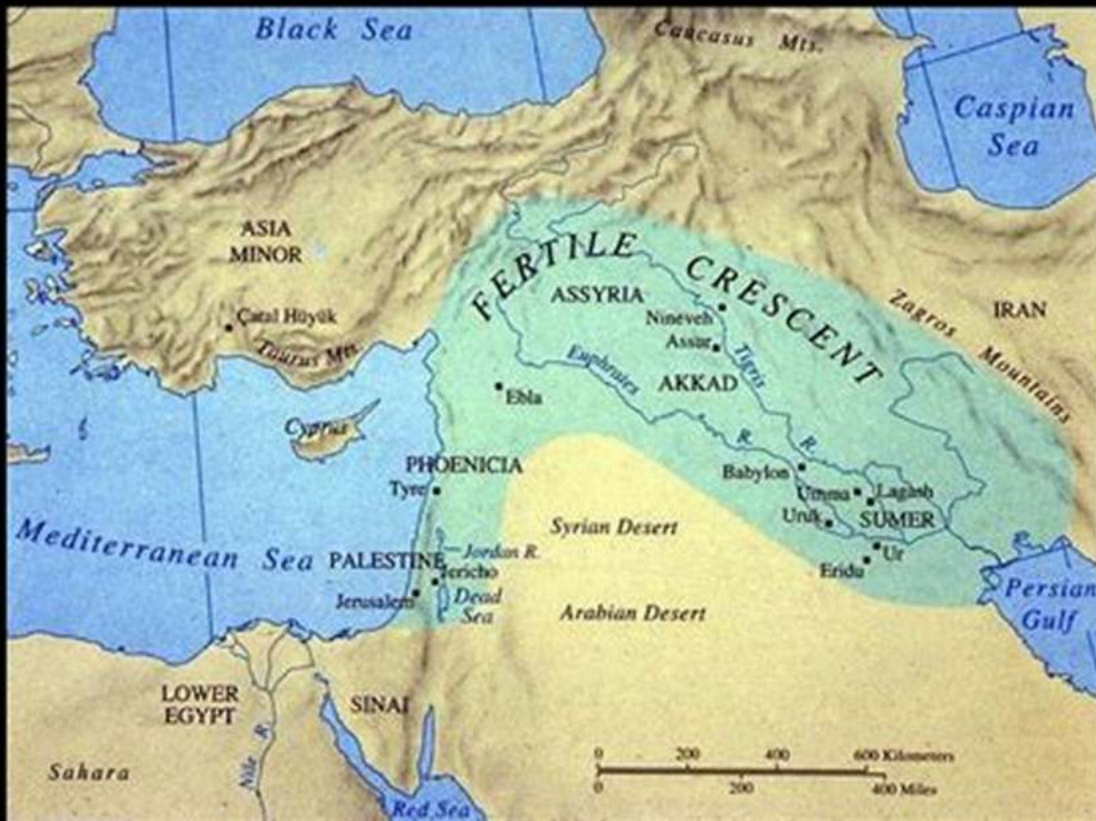 Black Sea
Caucasus Mts.
Caspian
Sea
ASIA
MINOR
FERTILE CRESCENT
ASSYRIA
Nineveh
Assur
Tigris
R.
Zagros
Mountains
IRAN
Çatal Hüyük
Taurus Mts.
Euphrates
R.
AKKAD
Ebla
Cyprus
PHOENICIA
Tyre
Babylon
Umma
Lagash
Uruk
SUMER
Ur
Eridu
Syrian Desert
Mediterranean Sea
PALESTINE
Jordan R.
Jericho
Jerusalem
Dead
Sea
Arabian Desert
Persian
Gulf
LOWER
EGYPT
SINAI
Nile R.
Sahara
Red Sea
0 200 400 600 Kilometers
0 200 400 Miles